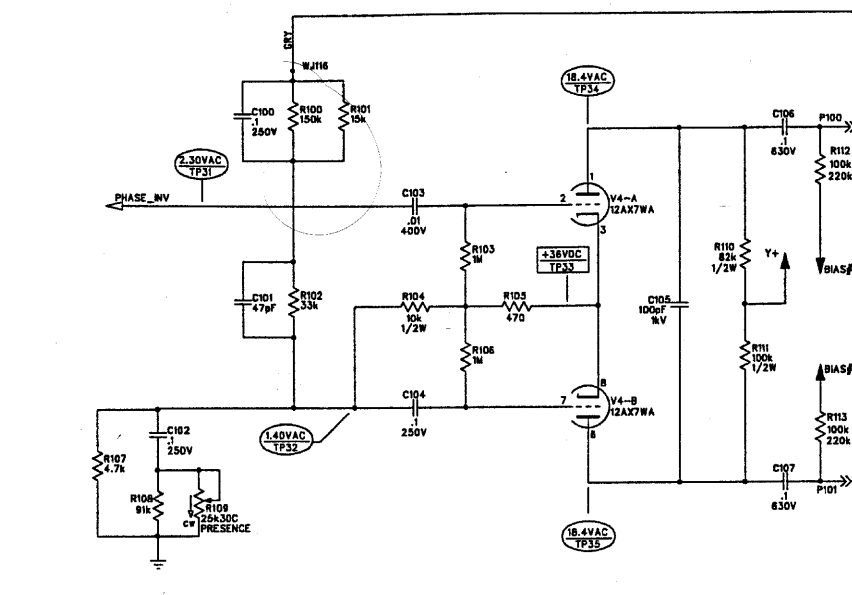 GRY
WJ116
C100
.1
250V
R100
150k
R101
15k
2.30VAC
TP31
PHASE_INV
C103
.01
400V
18.4VAC
TP34
1
2
3
V4-A
12AX7WA
C106
.1
630V
P100
R112
100k
220k
R103
1M
+36VDC
TP33
R110
82k
1/2W
Y+
BIAS
C101
47pF
R102
33k
R104
10k
1/2W
R105
470
C105
100pF
1kV
R106
1M
R111
100k
1/2W
BIAS
C104
.1
250V
7
8
6
V4-B
12AX7WA
1.40VAC
TP32
C102
.1
250V
R107
4.7k
R108
91k
R109
25k30C
PRESENCE
CW
R113
100k
220k
C107
.1
630V
P101
18.4VAC
TP35